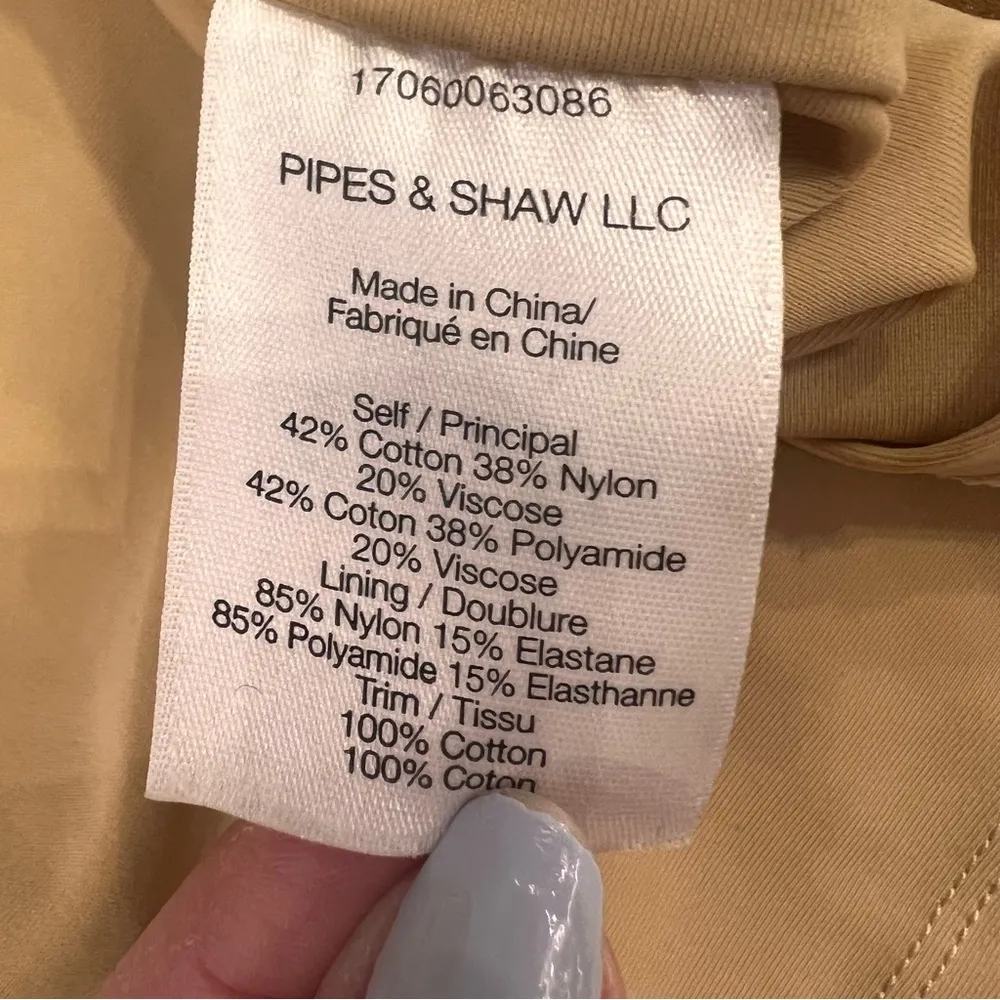 17060063086
PIPES & SHAW LLC
Made in China/
Fabriqué en Chine
Self / Principal
42% Cotton 38% Nylon
20% Viscose
42% Coton 38% Polyamide
20% Viscose
Lining / Doublure
85% Nylon 15% Elastane
85% Polyamide 15% Elasthanne
Trim / Tissu
100% Cotton
100% Coton